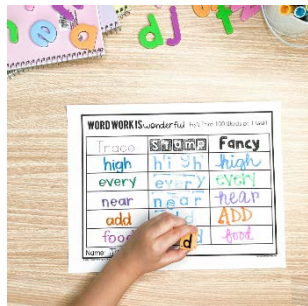 WORD WORK IS wonderful
Trace Stamp Fancy
high high high
every every every
near near near
add add ADD
food d food
Name